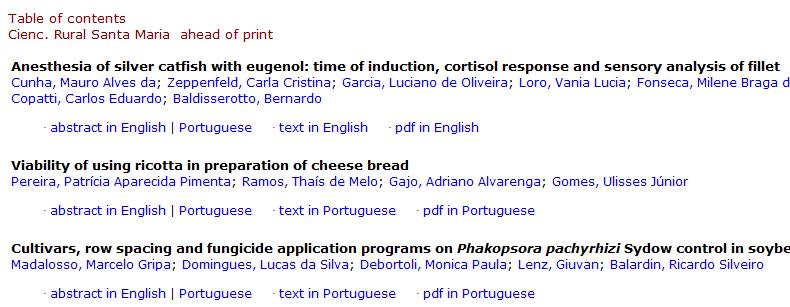 Table of contents
Cienc. Rural Santa Maria ahead of print
Anesthesia of silver catfish with eugenol: time of induction, cortisol response and sensory analysis of fillet
Cunha, Mauro Alves da; Zeppenfeld, Carla Cristina; Garcia, Luciano de Oliveira; Loro, Vania Lucia; Fonseca, Milene Braga d
Copatti, Carlos Eduardo; Baldisserotto, Bernardo
· abstract in English | Portuguese · text in English · pdf in English
Viability of using ricotta in preparation of cheese bread
Pereira, Patrícia Aparecida Pimenta; Ramos, Thaís de Melo; Gajo, Adriano Alvarenga; Gomes, Ulisses Júnior
· abstract in English | Portuguese · text in Portuguese · pdf in Portuguese
Cultivars, row spacing and fungicide application programs on Phakopsora pachyrhizi Sydow control in soybe
Madalosso, Marcelo Gripa; Domingues, Lucas da Silva; Debortoli, Monica Paula; Lenz, Giuvan; Balardin, Ricardo Silveiro
· abstract in English | Portuguese · text in Portuguese · pdf in Portuguese